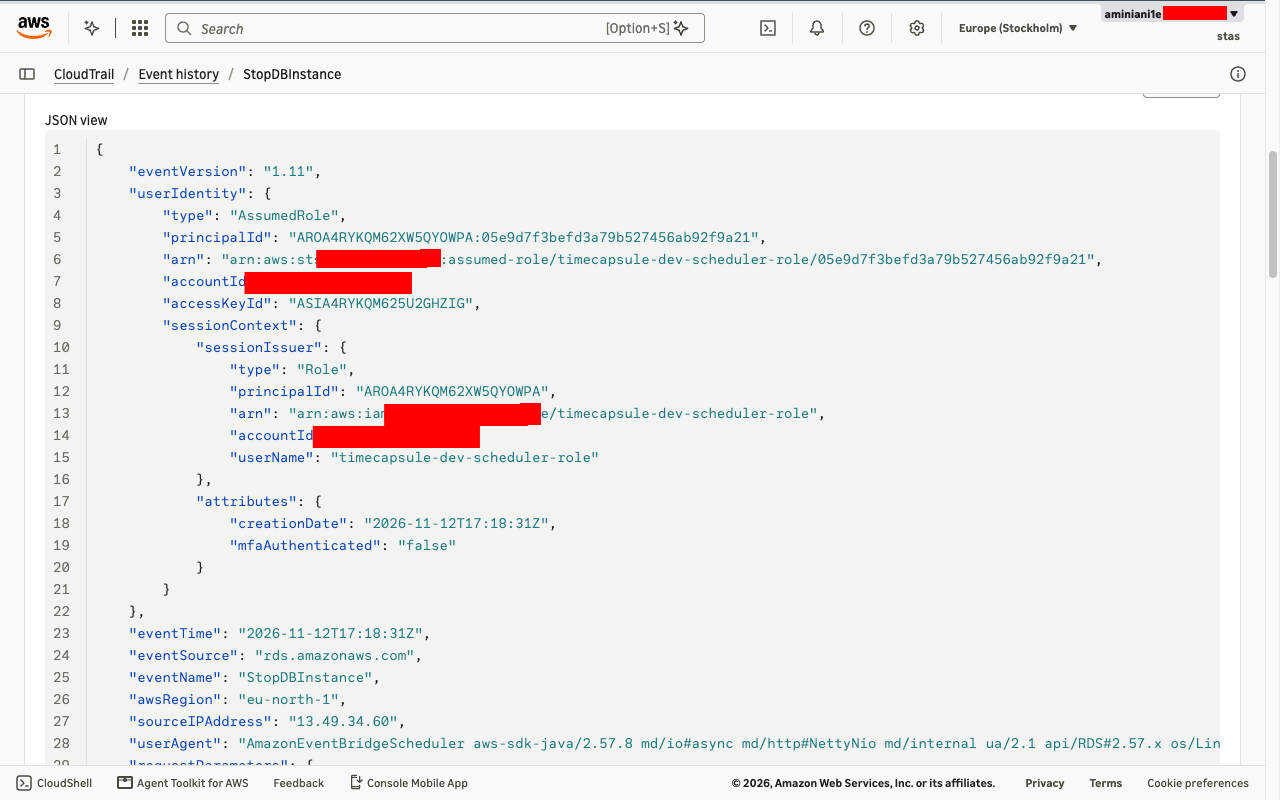 aws
Search [Option+S]
Europe (Stockholm)
aminiani1e
stas
CloudTrail / Event history / StopDBInstance
JSON view
1 {
2 "eventVersion": "1.11",
3 "userIdentity": {
4 "type": "AssumedRole",
5 "principalId": "AROA4RYKQM62XW5QYOWPA:05e9d7f3befd3a79b527456ab92f9a21",
6 "arn": "arn:aws:sts :assumed-role/timecapsule-dev-scheduler-role/05e9d7f3befd3a79b527456ab92f9a21",
7 "accountId
8 "accessKeyId": "ASIA4RYKQM625U2GHZIG",
9 "sessionContext": {
10 "sessionIssuer": {
11 "type": "Role",
12 "principalId": "AROA4RYKQM62XW5QYOWPA",
13 "arn": "arn:aws:iam e/timecapsule-dev-scheduler-role",
14 "accountId
15 "userName": "timecapsule-dev-scheduler-role"
16 },
17 "attributes": {
18 "creationDate": "2026-11-12T17:18:31Z",
19 "mfaAuthenticated": "false"
20 }
21 }
22 },
23 "eventTime": "2026-11-12T17:18:31Z",
24 "eventSource": "rds.amazonaws.com",
25 "eventName": "StopDBInstance",
26 "awsRegion": "eu-north-1",
27 "sourceIPAddress": "13.49.34.60",
28 "userAgent": "AmazonEventBridgeScheduler aws-sdk-java/2.57.8 md/io#async md/http#NettyNio md/internal ua/2.1 api/RDS#2.57.x os/Lin
29 "requestParameters": {
CloudShell Agent Toolkit for AWS Feedback Console Mobile App © 2026, Amazon Web Services, Inc. or its affiliates. Privacy Terms Cookie preferences